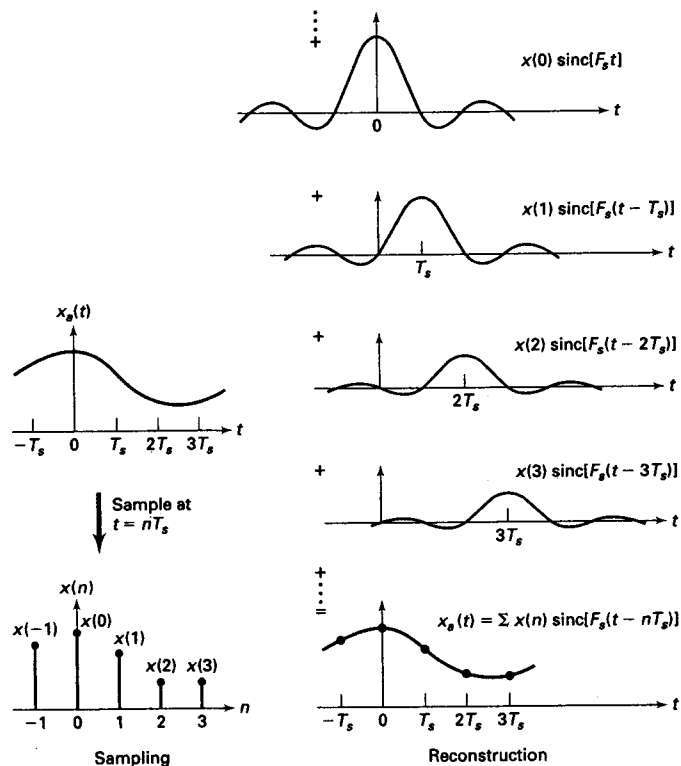 +
x(0) sinc[F_s t]
t
0
+
x(1) sinc[F_s(t − T_s)]
t
T_s
x_a(t)
t
−T_s 0 T_s 2T_s 3T_s
+
x(2) sinc[F_s(t − 2T_s)]
t
2T_s
Sample at
t = nT_s
+
x(3) sinc[F_s(t − 3T_s)]
t
3T_s
x(n)
x(−1) x(0) x(1) x(2) x(3)
n
−1 0 1 2 3
Sampling
+
=
x_a(t) = Σ x(n) sinc[F_s(t − nT_s)]
t
−T_s 0 T_s 2T_s 3T_s
Reconstruction